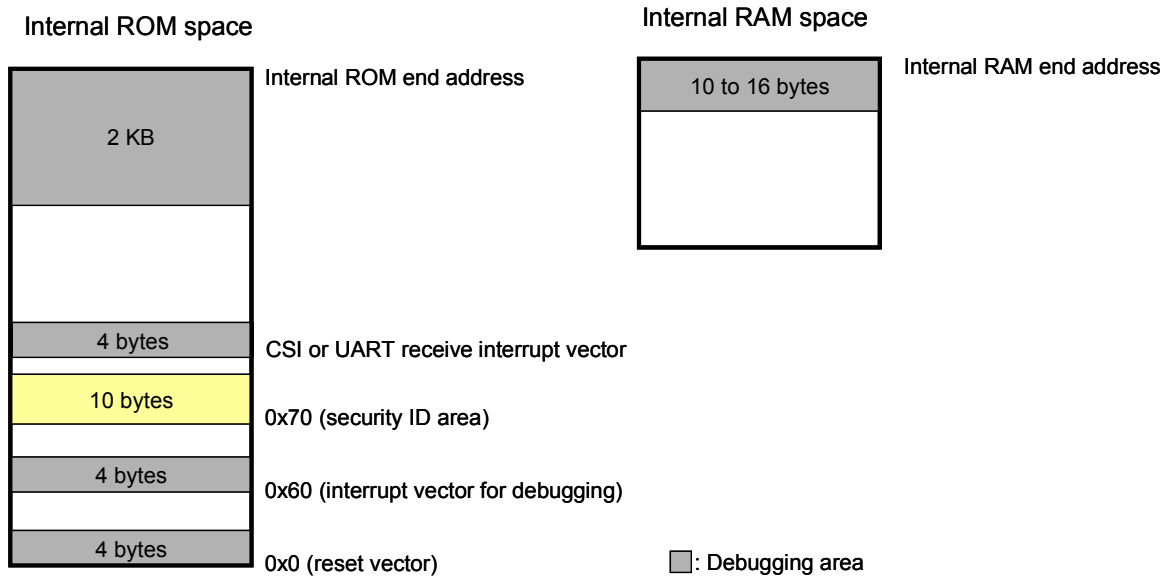 Internal ROM space
Internal ROM end address
2 KB
4 bytes
CSI or UART receive interrupt vector
10 bytes
0x70 (security ID area)
4 bytes
0x60 (interrupt vector for debugging)
4 bytes
0x0 (reset vector)
Internal RAM space
Internal RAM end address
10 to 16 bytes
: Debugging area